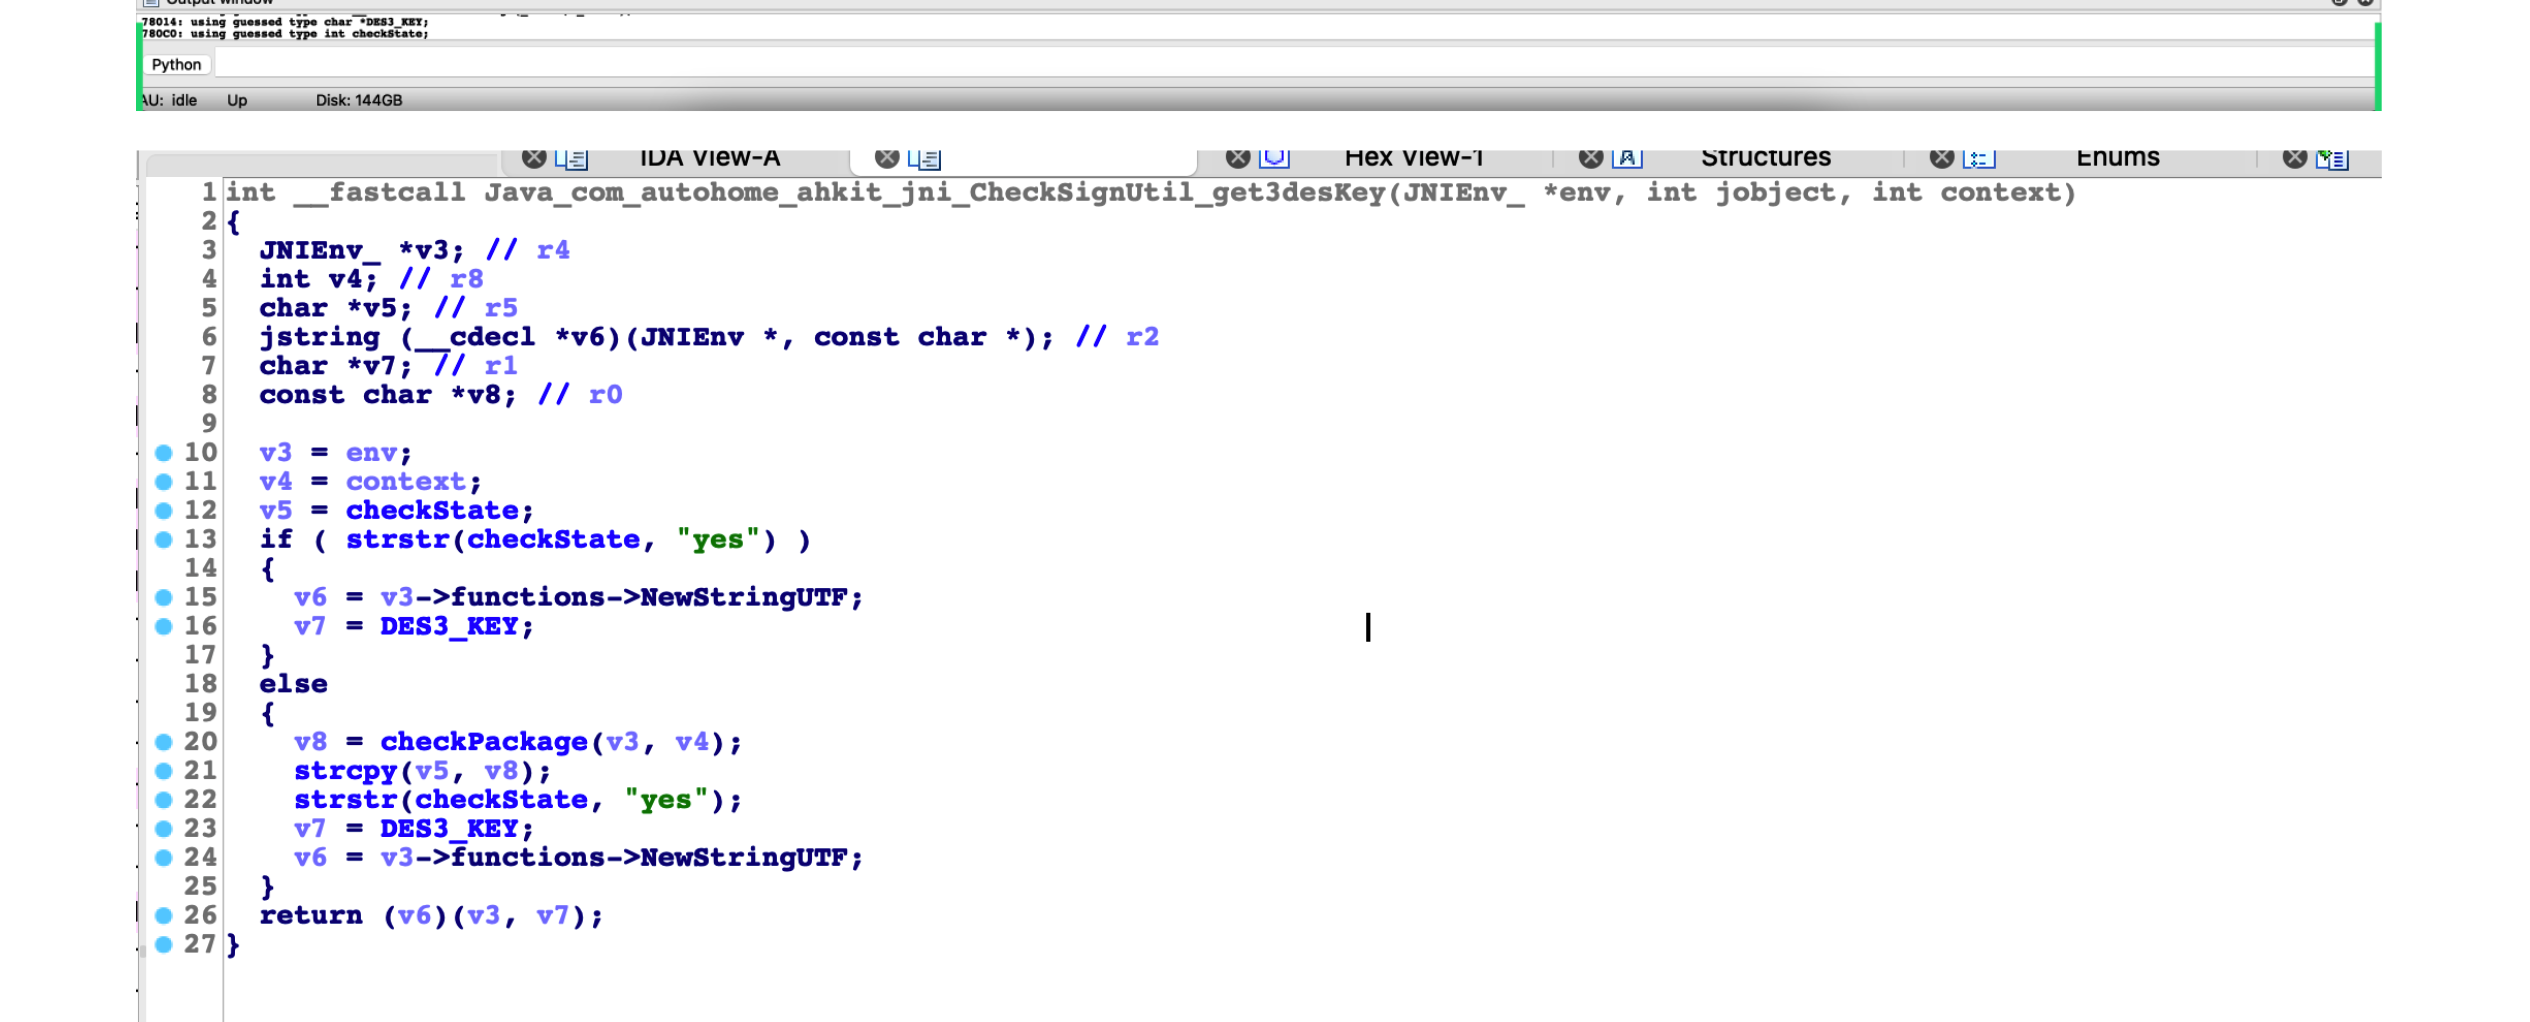 Output window
78014: using guessed type char *DES3_KEY;
780C0: using guessed type int checkState;
Python
AU: idle Up Disk: 144GB
IDA View-A Hex View-1 Structures Enums
1 int __fastcall Java_com_autohome_ahkit_jni_CheckSignUtil_get3desKey(JNIEnv_ *env, int jobject, int context)
2 {
3 JNIEnv_ *v3; // r4
4 int v4; // r8
5 char *v5; // r5
6 jstring (__cdecl *v6)(JNIEnv *, const char *); // r2
7 char *v7; // r1
8 const char *v8; // r0
9
10 v3 = env;
11 v4 = context;
12 v5 = checkState;
13 if ( strstr(checkState, "yes") )
14 {
15 v6 = v3->functions->NewStringUTF;
16 v7 = DES3_KEY;
17 }
18 else
19 {
20 v8 = checkPackage(v3, v4);
21 strcpy(v5, v8);
22 strstr(checkState, "yes");
23 v7 = DES3_KEY;
24 v6 = v3->functions->NewStringUTF;
25 }
26 return (v6)(v3, v7);
27 }